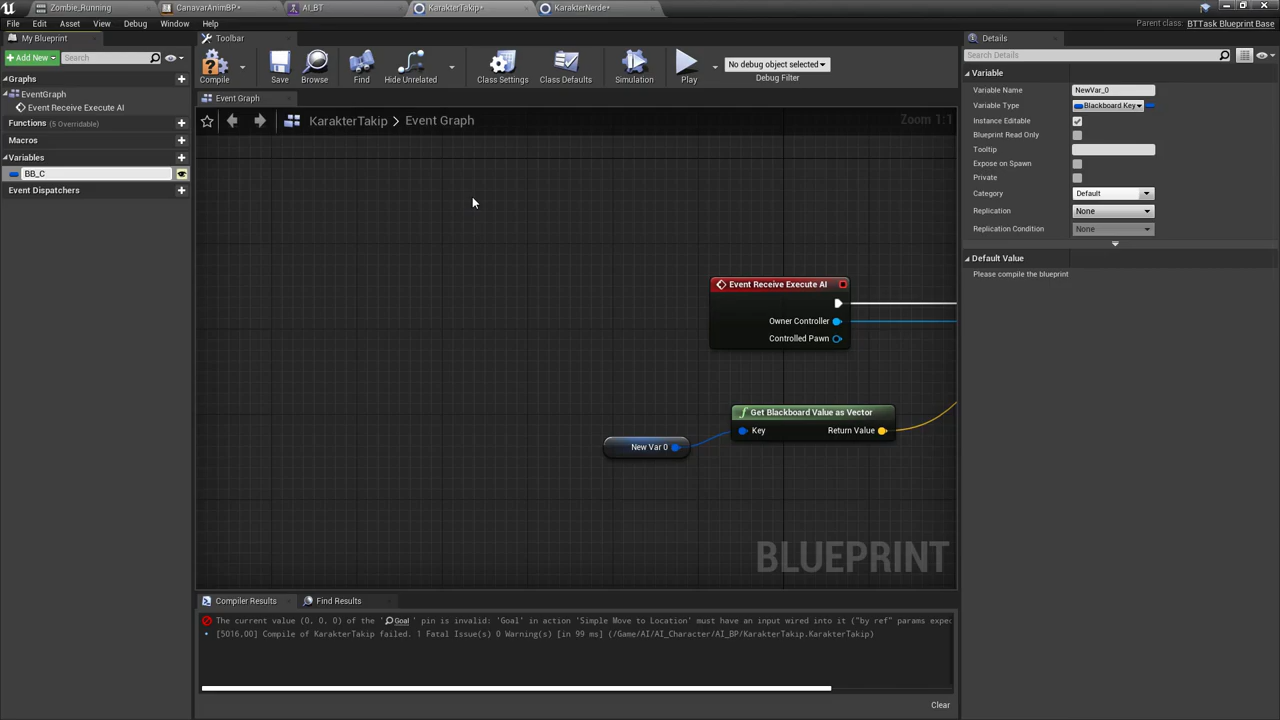 Zombie_Running
CanavarAnimBP*
AI_BT
KarakterTakip*
KarakterNerde*
File
Edit
Asset
View
Debug
Window
Help
Parent class:
BTTask Blueprint Base
My Blueprint
Toolbar
Details
Add New
Search
Compile
Save
Browse
Find
Hide Unrelated
Class Settings
Class Defaults
Simulation
Play
No debug object selected
Debug Filter
Search Details
Graphs
EventGraph
Event Receive Execute AI
Functions (5 Overridable)
Macros
Variables
BB_C
Event Dispatchers
Event Graph
KarakterTakip > Event Graph
Zoom 1:1
Event Receive Execute AI
Owner Controller
Controlled Pawn
Get Blackboard Value as Vector
Key
Return Value
New Var 0
BLUEPRINT
Variable
Variable Name
NewVar_0
Variable Type
Blackboard Key
Instance Editable
Blueprint Read Only
Tooltip
Expose on Spawn
Private
Category
Default
Replication
None
Replication Condition
None
Default Value
Please compile the blueprint
Compiler Results
Find Results
The current value (0, 0, 0) of the ' Goal ' pin is invalid: 'Goal' in action 'Simple Move to Location' must have an input wired into it ("by ref" params expec
[5016,00] Compile of KarakterTakip failed. 1 Fatal Issue(s) 0 Warning(s) [in 99 ms] (/Game/AI/AI_Character/AI_BP/KarakterTakip.KarakterTakip)
Clear